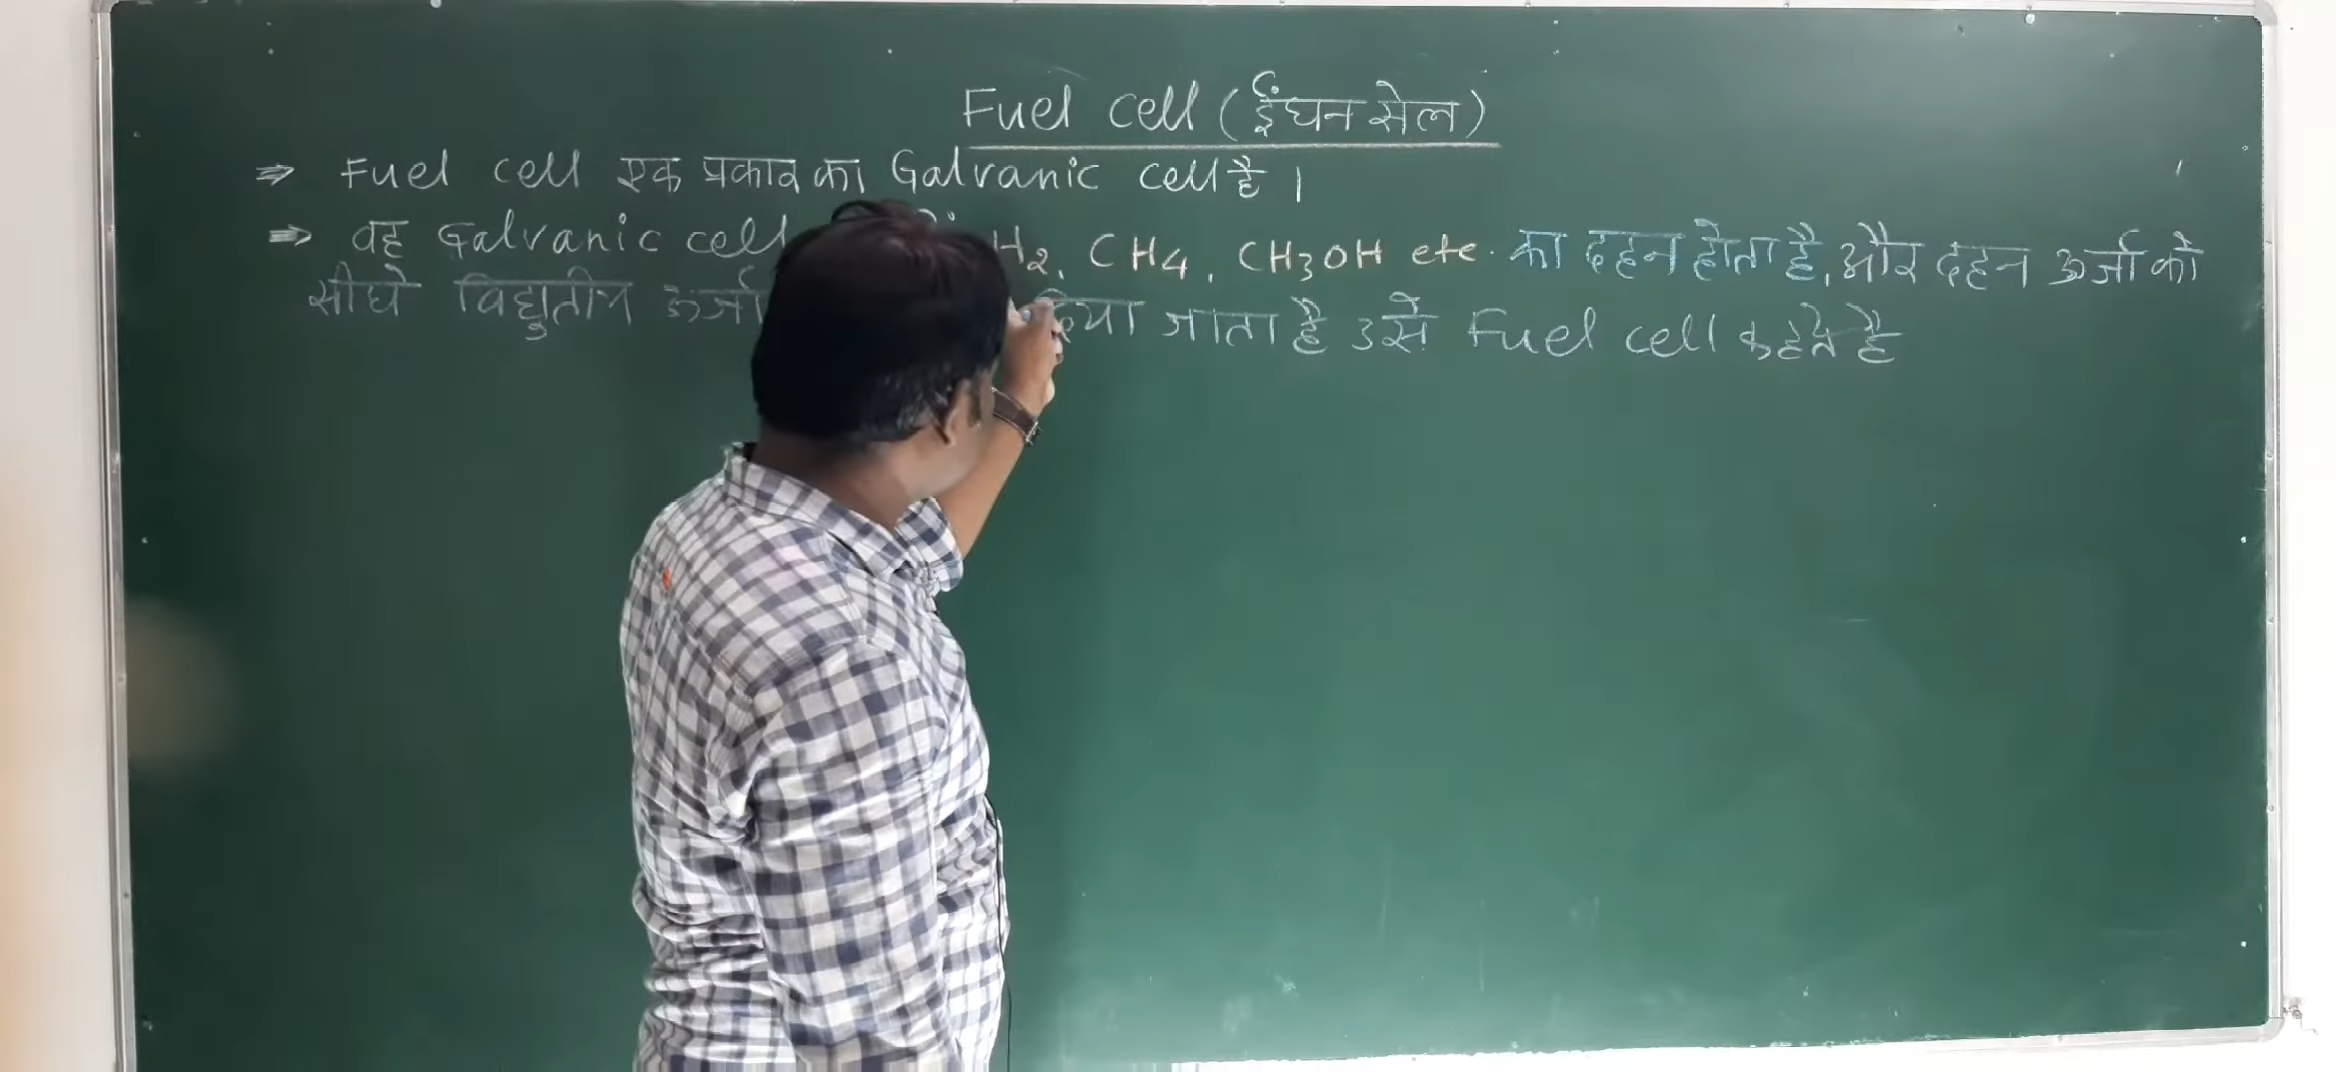 Fuel cell (ईंधन सेल)
⇒ Fuel cell एक प्रकार का Galvanic cell है ।
⇒ वह Galvanic cell H₂, CH₄, CH₃OH etc. का दहन होता है, और दहन ऊर्जा को
सीधे विद्युतीय ऊर्जा जाता है उसे Fuel cell कहते है